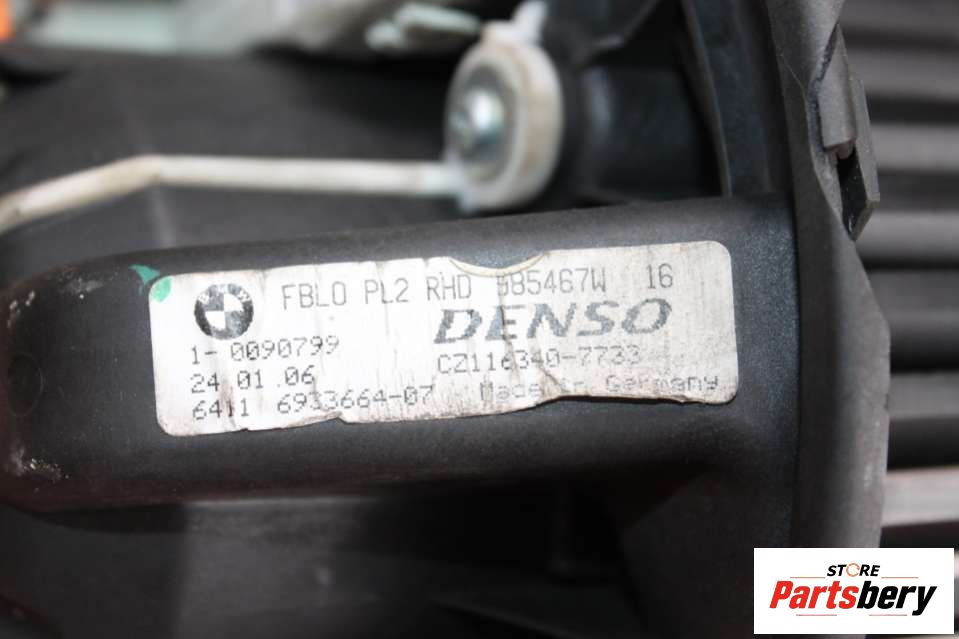 FBL0 PL2 RHD 985467W 16
DENSO
1-0090799
CZ116340-7733
24.01.06
6411 6933664-07 Made in Germany
STORE
Partsbery